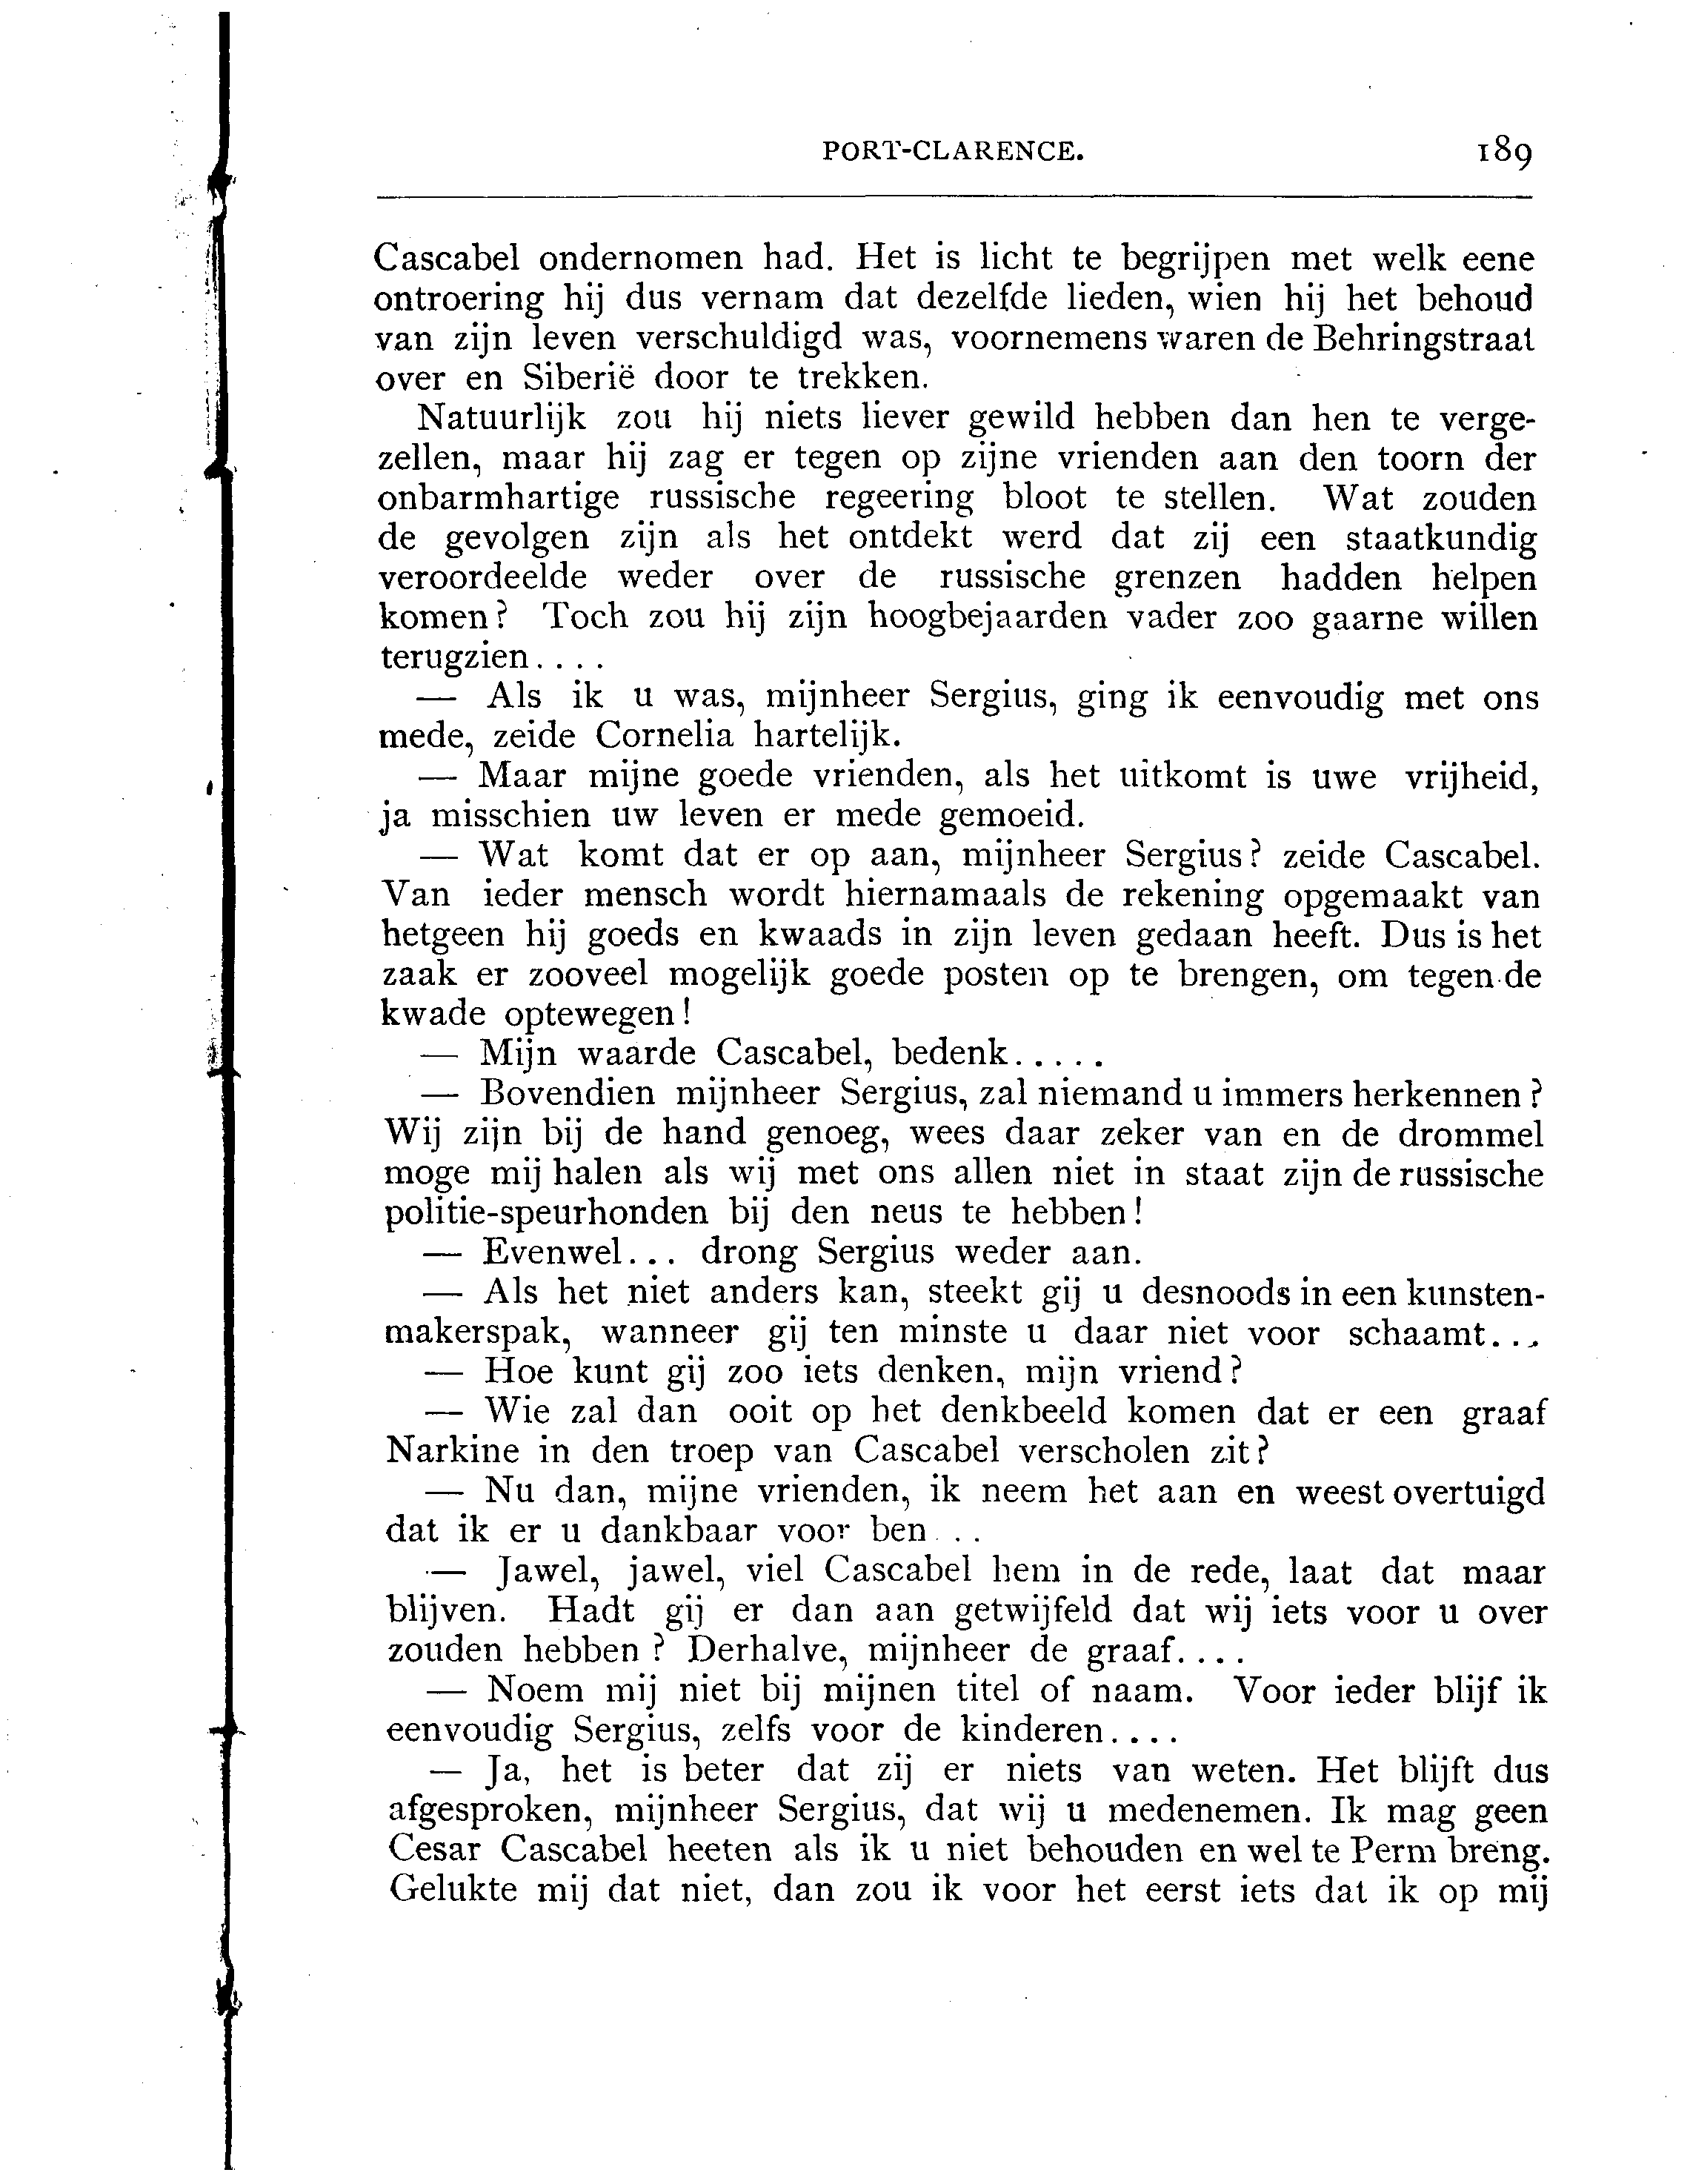 PORT-CLARENCE. 189
Cascabel ondernomen had. Het is licht te begrijpen met welk eene
ontroering hij dus vernam dat dezelfde lieden, wien hij het behoud
van zijn leven verschuldigd was, voornemens waren de Behringstraat
over en Siberië door te trekken.
Natuurlijk zou hij niets liever gewild hebben dan hen te verge-
zellen, maar hij zag er tegen op zijne vrienden aan den toorn der
onbarmhartige russische regeering bloot te stellen. Wat zouden
de gevolgen zijn als het ontdekt werd dat zij een staatkundig
veroordeelde weder over de russische grenzen hadden helpen
komen? Toch zou hij zijn hoogbejaarden vader zoo gaarne willen
terugzien....
— Als ik u was, mijnheer Sergius, ging ik eenvoudig met ons
mede, zeide Cornelia hartelijk.
— Maar mijne goede vrienden, als het uitkomt is uwe vrijheid,
ja misschien uw leven er mede gemoeid.
— Wat komt dat er op aan, mijnheer Sergius? zeide Cascabel.
Van ieder mensch wordt hiernamaals de rekening opgemaakt van
hetgeen hij goeds en kwaads in zijn leven gedaan heeft. Dus is het
zaak er zooveel mogelijk goede posten op te brengen, om tegen de
kwade optewegen!
— Mijn waarde Cascabel, bedenk.....
— Bovendien mijnheer Sergius, zal niemand u immers herkennen?
Wij zijn bij de hand genoeg, wees daar zeker van en de drommel
moge mij halen als wij met ons allen niet in staat zijn de russische
politie-speurhonden bij den neus te hebben!
— Evenwel... drong Sergius weder aan.
— Als het niet anders kan, steekt gij u desnoods in een kunsten-
makerspak, wanneer gij ten minste u daar niet voor schaamt...
— Hoe kunt gij zoo iets denken, mijn vriend?
— Wie zal dan ooit op het denkbeeld komen dat er een graaf
Narkine in den troep van Cascabel verscholen zit?
— Nu dan, mijne vrienden, ik neem het aan en weest overtuigd
dat ik er u dankbaar voor ben...
— Jawel, jawel, viel Cascabel hem in de rede, laat dat maar
blijven. Hadt gij er dan aan getwijfeld dat wij iets voor u over
zouden hebben? Derhalve, mijnheer de graaf....
— Noem mij niet bij mijnen titel of naam. Voor ieder blijf ik
eenvoudig Sergius, zelfs voor de kinderen....
— Ja, het is beter dat zij er niets van weten. Het blijft dus
afgesproken, mijnheer Sergius, dat wij u medenemen. Ik mag geen
Cesar Cascabel heeten als ik u niet behouden en wel te Perm breng.
Gelukte mij dat niet, dan zou ik voor het eerst iets dat ik op mij